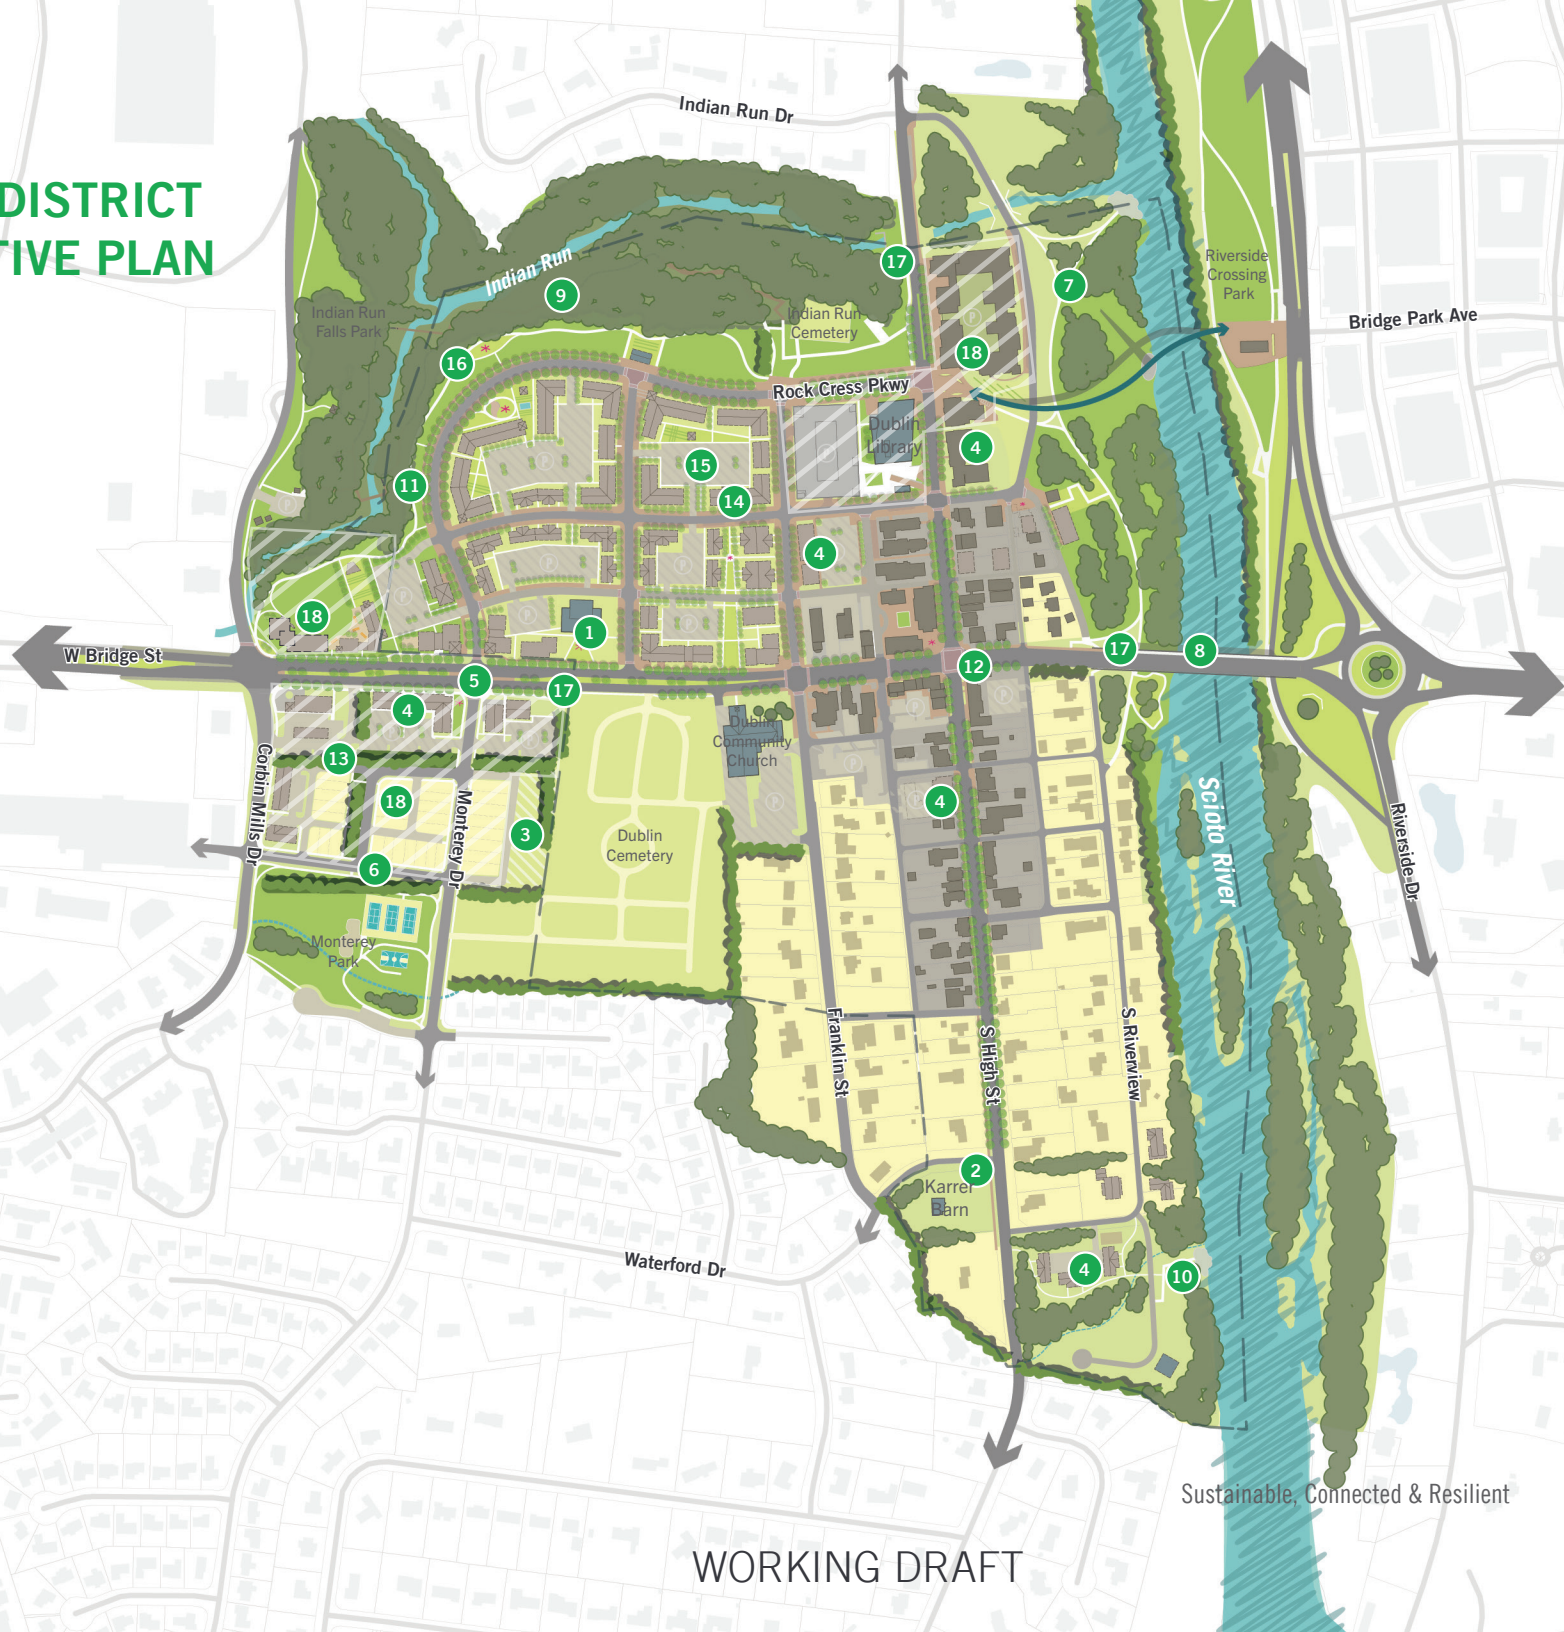 DISTRICT
TIVE PLAN
Indian Run Dr
Indian Run
9
17
7
Riverside
Crossing
Park
Indian Run
Falls Park
Indian Run
Cemetery
P
Bridge Park Ave
16
18
Rock Cress Pkwy
Dublin
Library
4
P
15
P
11
14
P
4
P
P
P
18
P
1
P
W Bridge St
5
17
12
17
8
4
P
P
Dublin
Community
Church
P
13
P
P
Corbin Mills Dr
18
Monterey Dr
3
Dublin
Cemetery
4
P
Scioto River
Riverside Dr
6
Monterey
Park
Franklin St
S High St
S Riverview
2
Karrer
Barn
Waterford Dr
4
10
Sustainable, Connected & Resilient
WORKING DRAFT